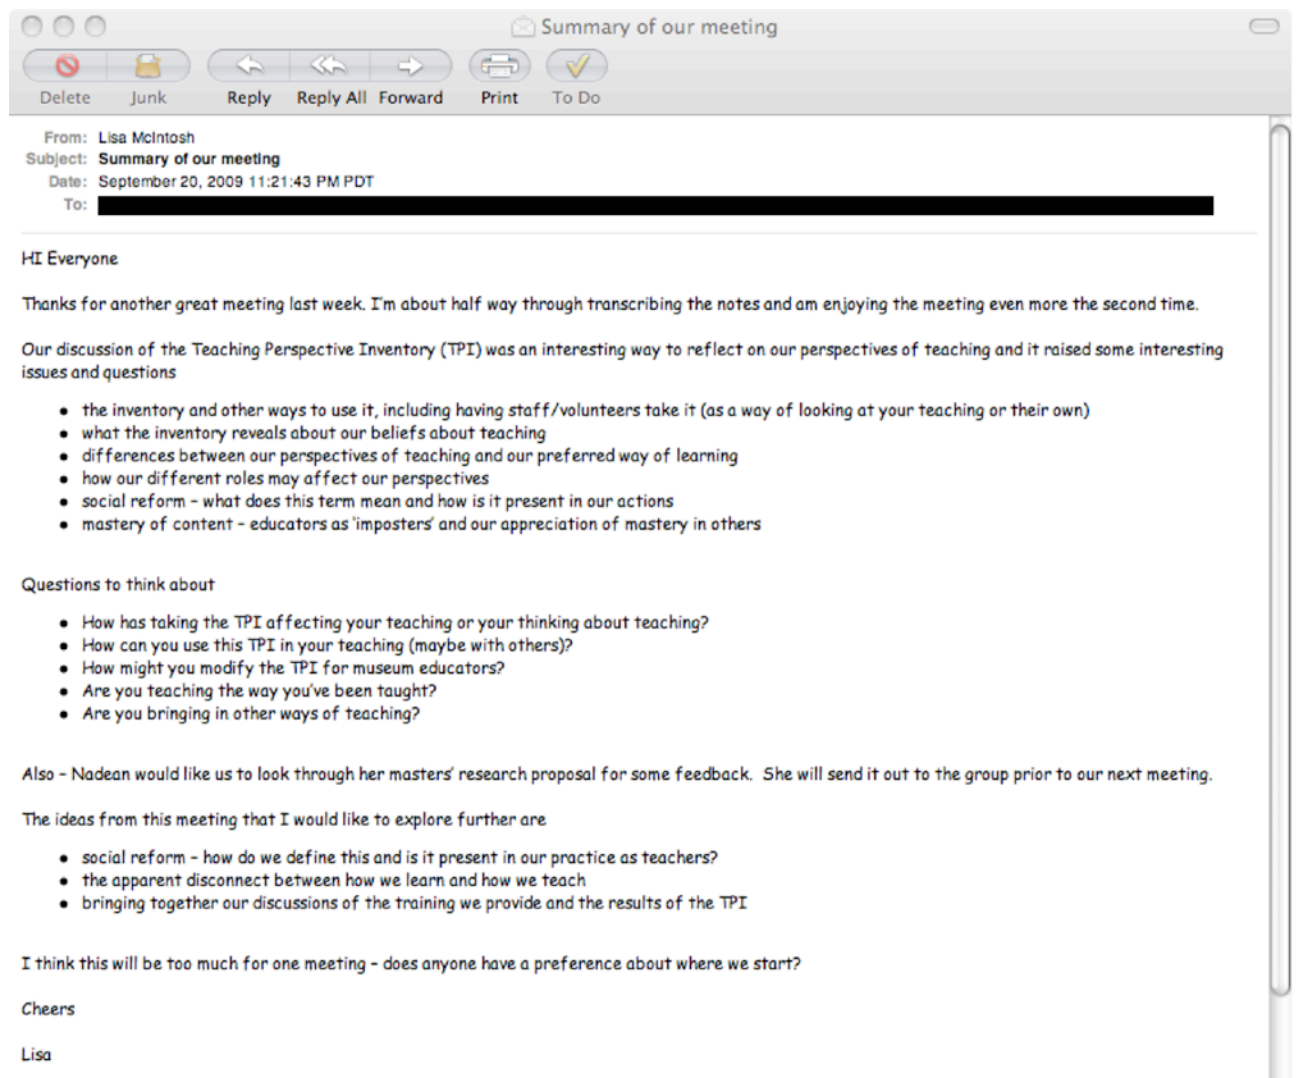 Summary of our meeting
Delete Junk Reply Reply All Forward Print To Do
From: Lisa McIntosh
Subject: Summary of our meeting
Date: September 20, 2009 11:21:43 PM PDT
To:
HI Everyone
Thanks for another great meeting last week. I'm about half way through transcribing the notes and am enjoying the meeting even more the second time.
Our discussion of the Teaching Perspective Inventory (TPI) was an interesting way to reflect on our perspectives of teaching and it raised some interesting
issues and questions
• the inventory and other ways to use it, including having staff/volunteers take it (as a way of looking at your teaching or their own)
• what the inventory reveals about our beliefs about teaching
• differences between our perspectives of teaching and our preferred way of learning
• how our different roles may affect our perspectives
• social reform – what does this term mean and how is it present in our actions
• mastery of content – educators as 'imposters' and our appreciation of mastery in others
Questions to think about
• How has taking the TPI affecting your teaching or your thinking about teaching?
• How can you use this TPI in your teaching (maybe with others)?
• How might you modify the TPI for museum educators?
• Are you teaching the way you've been taught?
• Are you bringing in other ways of teaching?
Also – Nadean would like us to look through her masters' research proposal for some feedback.  She will send it out to the group prior to our next meeting.
The ideas from this meeting that I would like to explore further are
• social reform – how do we define this and is it present in our practice as teachers?
• the apparent disconnect between how we learn and how we teach
• bringing together our discussions of the training we provide and the results of the TPI
I think this will be too much for one meeting – does anyone have a preference about where we start?
Cheers
Lisa